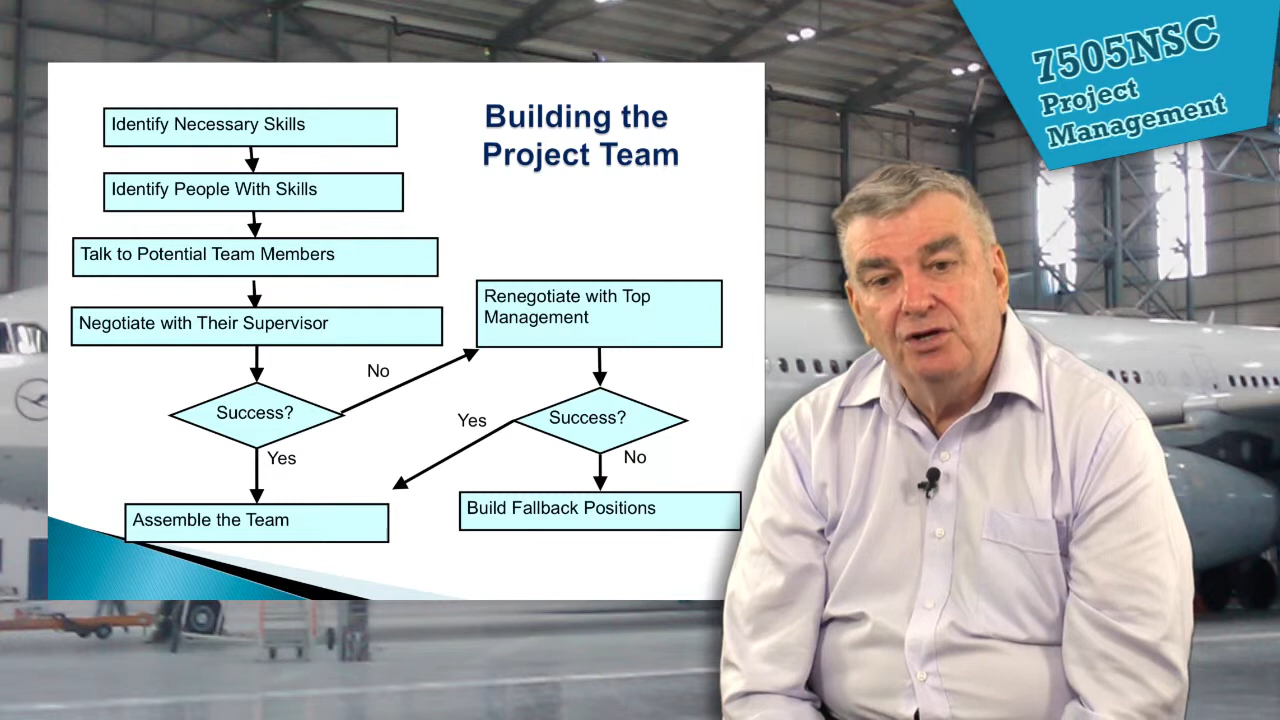 7505NSC
Project
Management
Building the
Project Team
Identify Necessary Skills
Identify People With Skills
Talk to Potential Team Members
Negotiate with Their Supervisor
Renegotiate with Top
Management
No
Success?
Yes
Success?
Yes
No
Assemble the Team
Build Fallback Positions